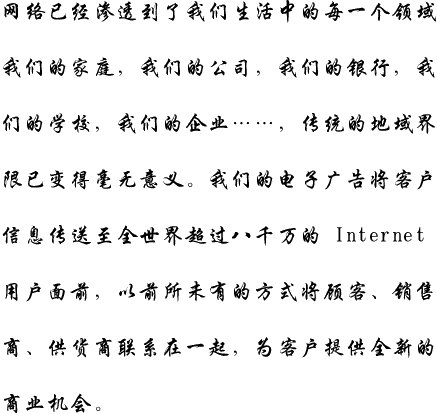 网络已经渗透到了我们生活中的每一个领域
我们的家庭，我们的公司，我们的银行，我
们的学校，我们的企业……，传统的地域界
限已变得毫无意义。我们的电子广告将客户
信息传送至全世界超过八千万的 Internet
用户面前，以前所未有的方式将顾客、销售
商、供货商联系在一起，为客户提供全新的
商业机会。